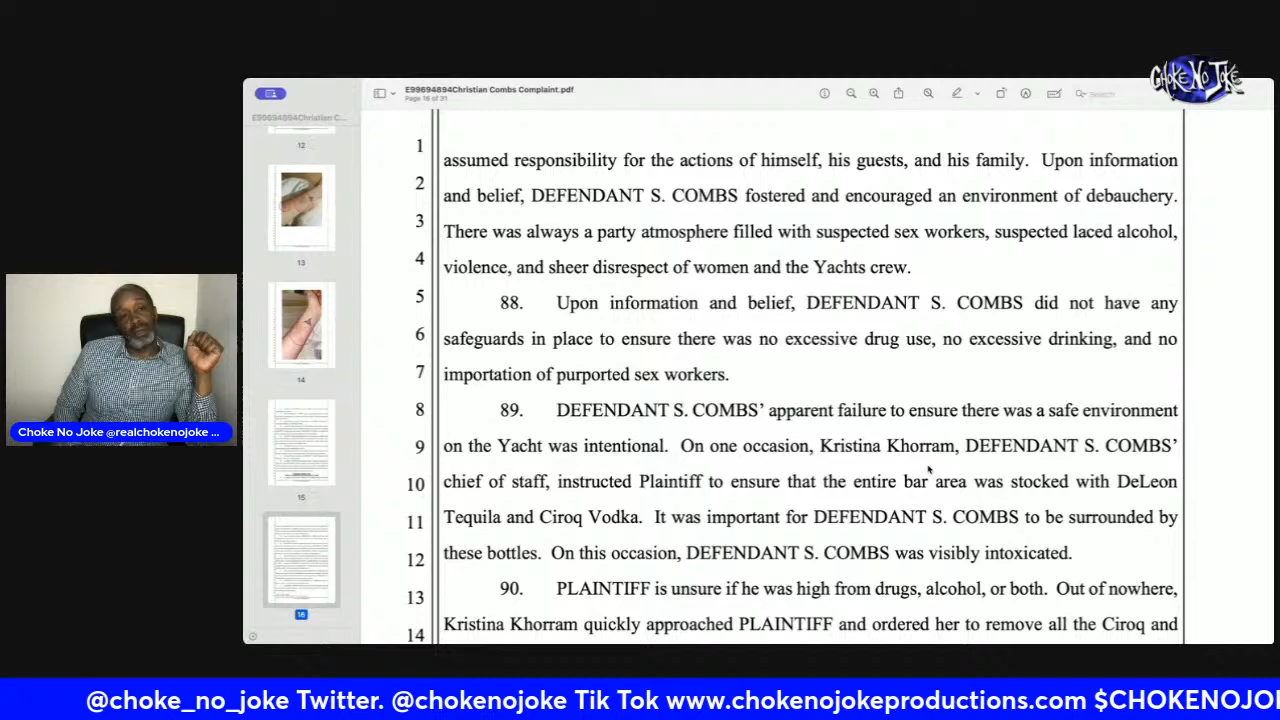 CHOKE NO JOKE
E99694894Christian Combs Complaint.pdf
Page 16 of 31
Search
E99694894Christian C...
12
13
14
15
16
1
2
3
4
5
6
7
8
9
10
11
12
13
14
assumed responsibility for the actions of himself, his guests, and his family. Upon information
and belief, DEFENDANT S. COMBS fostered and encouraged an environment of debauchery.
There was always a party atmosphere filled with suspected sex workers, suspected laced alcohol,
violence, and sheer disrespect of women and the Yachts crew.
88. Upon information and belief, DEFENDANT S. COMBS did not have any
safeguards in place to ensure there was no excessive drug use, no excessive drinking, and no
importation of purported sex workers.
89. DEFENDANT S. COMBS' apparent failure to ensure there was a safe environment
on the Yacht was intentional. On one occasion, Kristina Khorram, DEFENDANT S. COMBS'
chief of staff, instructed Plaintiff to ensure that the entire bar area was stocked with DeLeon
Tequila and Ciroq Vodka. It was important for DEFENDANT S. COMBS to be surrounded by
these bottles. On this occasion, DEFENDANT S. COMBS was visibly intoxicated.
90. PLAINTIFF is unsure if he was high from drugs, alcohol, or both. Out of nowhere,
Kristina Khorram quickly approached PLAINTIFF and ordered her to remove all the Ciroq and
Choke No Joke @realchokenojoke ...
@choke_no_joke Twitter. @chokenojoke Tik Tok www.chokenojokeproductions.com $CHOKENOJO